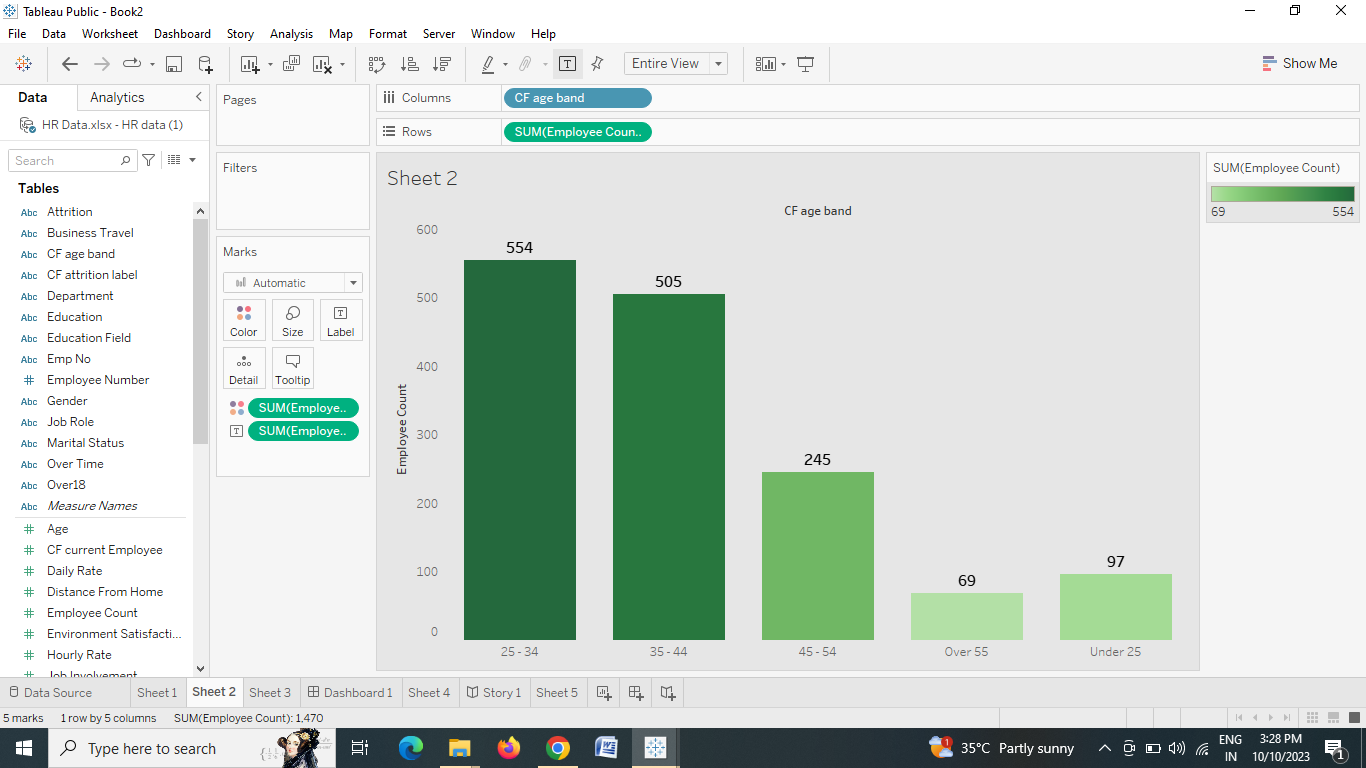 Tableau Public - Book2
File Data Worksheet Dashboard Story Analysis Map Format Server Window Help
Entire View
Show Me
Data Analytics
HR Data.xlsx - HR data (1)
Search
Tables
Abc Attrition
Abc Business Travel
Abc CF age band
Abc CF attrition label
Abc Department
Abc Education
Abc Education Field
Abc Emp No
# Employee Number
Abc Gender
Abc Job Role
Abc Marital Status
Abc Over Time
Abc Over18
Abc Measure Names
# Age
# CF current Employee
# Daily Rate
# Distance From Home
# Employee Count
# Environment Satisfacti...
# Hourly Rate
# Job Involvement
Pages
Filters
Marks
Automatic
Color Size Label
Detail Tooltip
SUM(Employe..
T SUM(Employe..
Columns CF age band
Rows SUM(Employee Coun..
Sheet 2
CF age band
Employee Count
600
500
400
300
200
100
0
554
505
245
69
97
25 - 34 35 - 44 45 - 54 Over 55 Under 25
SUM(Employee Count)
69 554
Data Source Sheet 1 Sheet 2 Sheet 3 Dashboard 1 Sheet 4 Story 1 Sheet 5
5 marks 1 row by 5 columns SUM(Employee Count): 1,470
Type here to search
1
35°C Partly sunny
ENG
IN
3:28 PM
10/10/2023
1